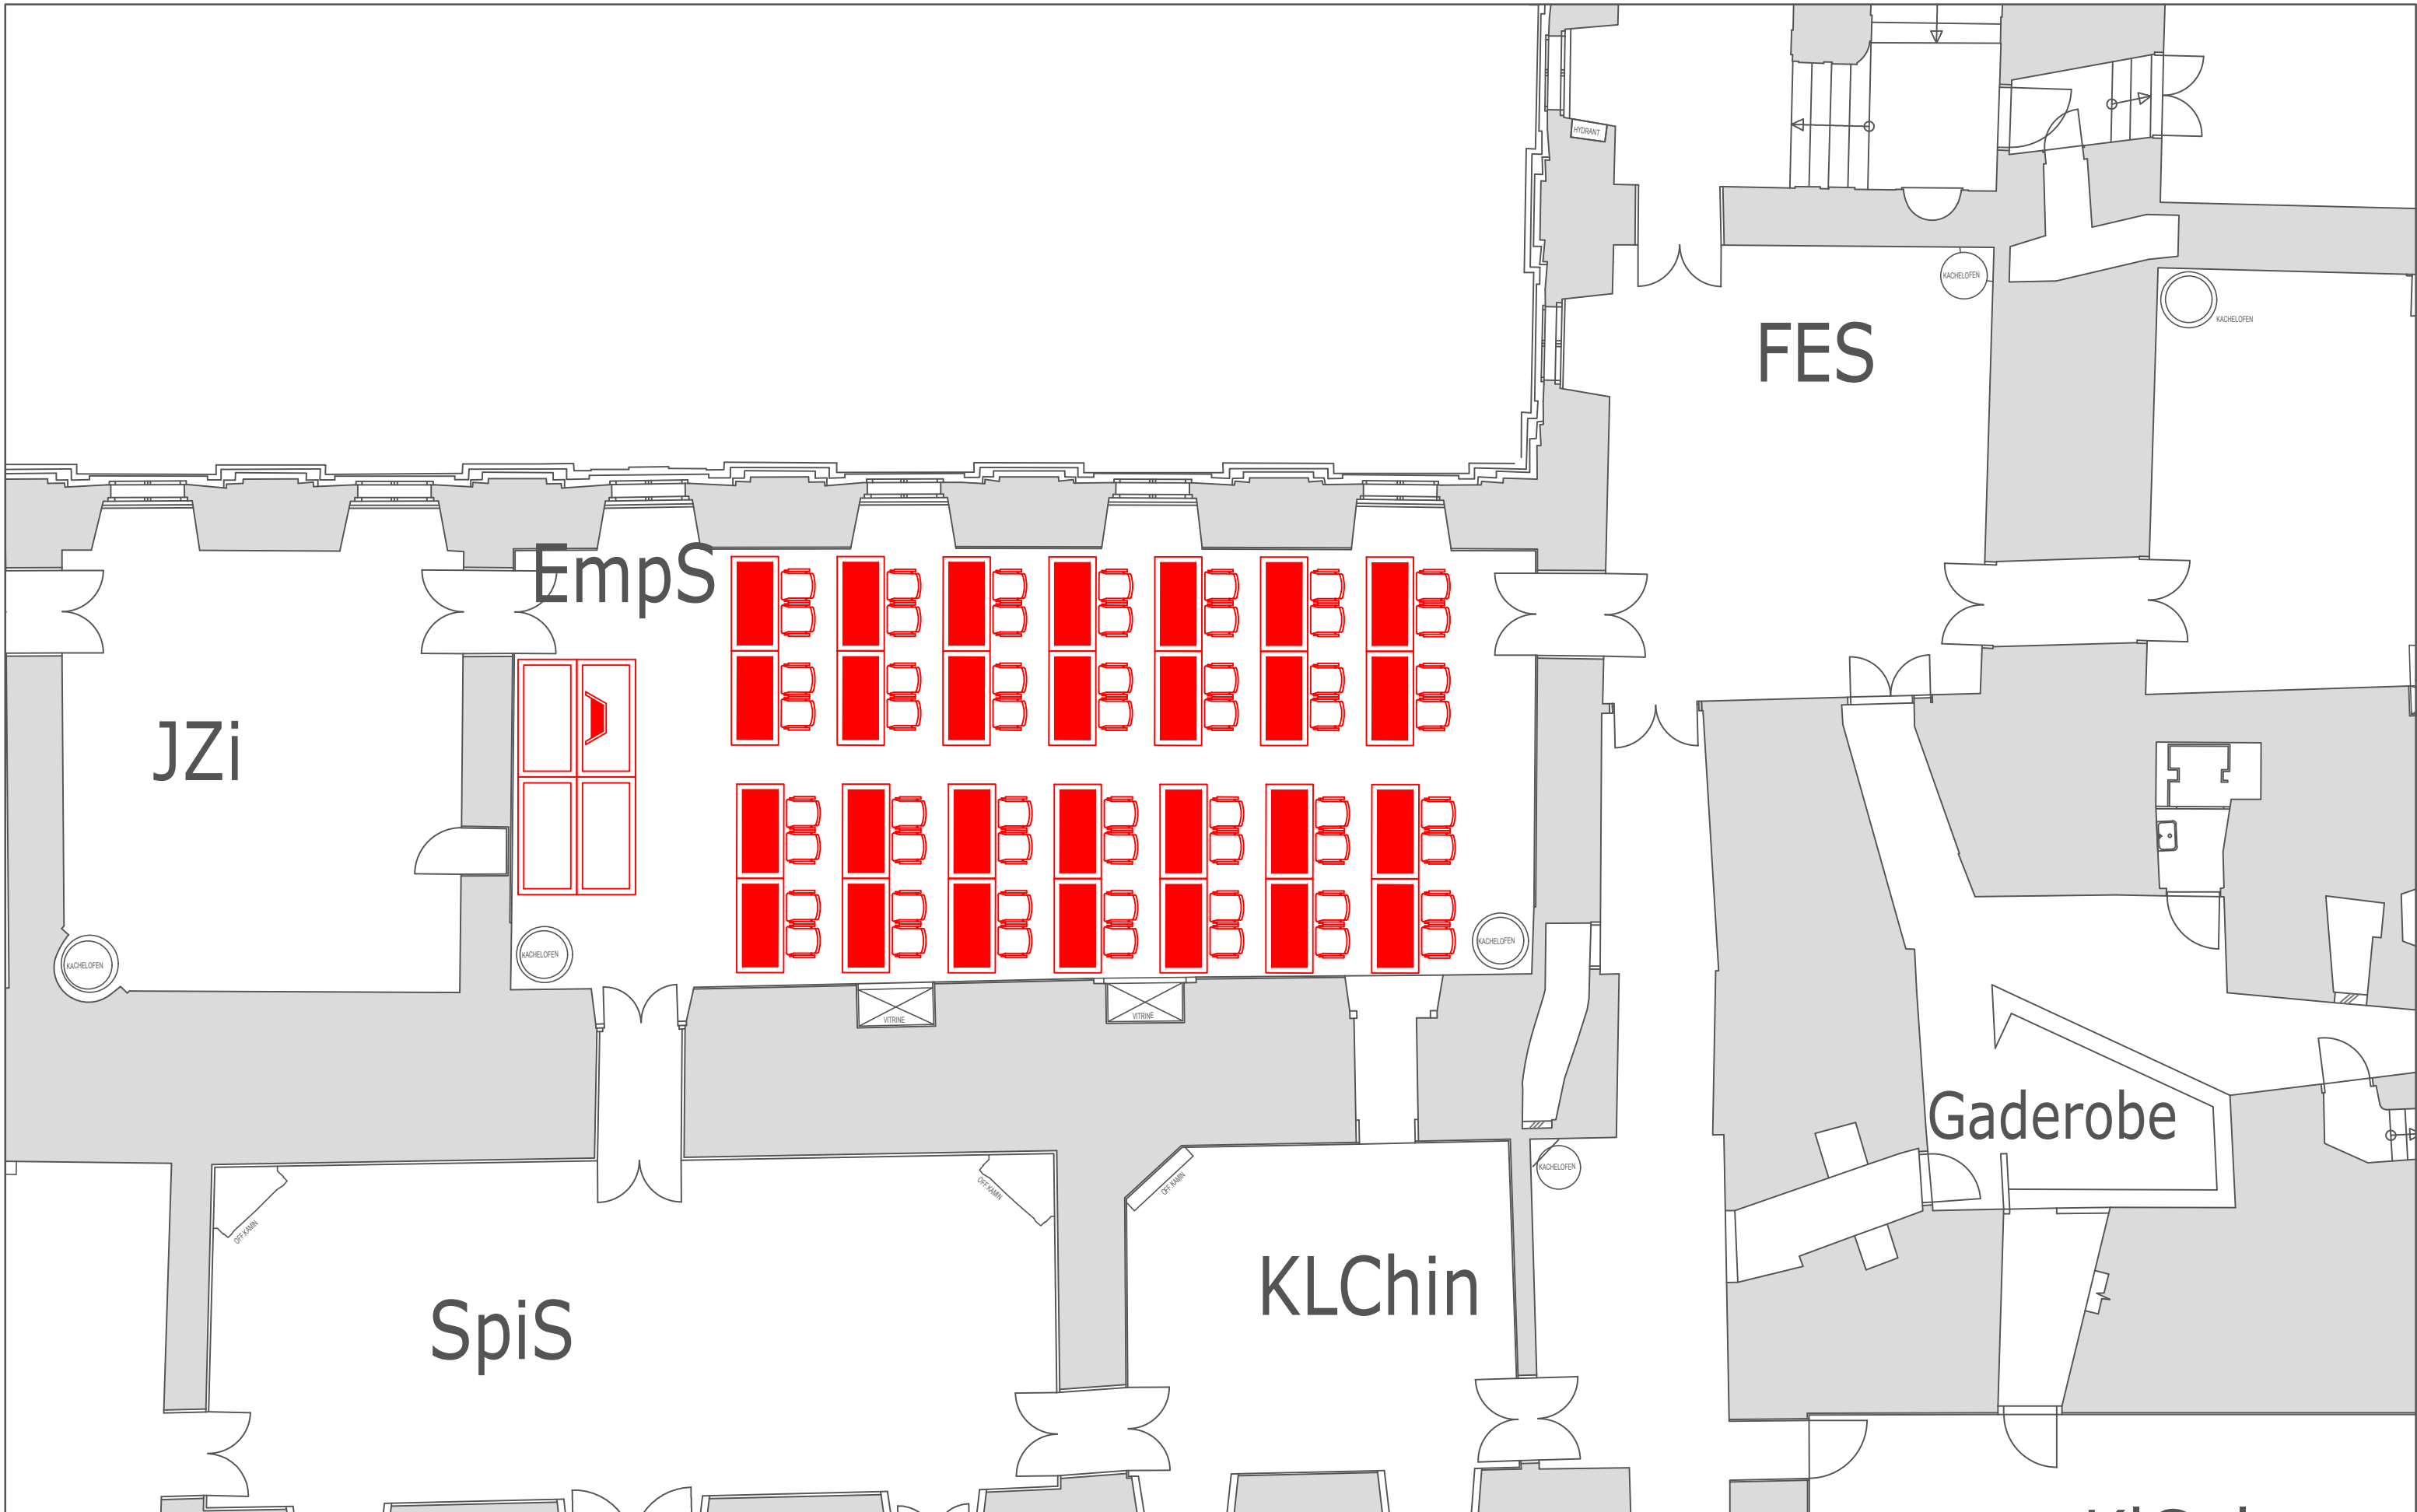 HYDRANT
KACHELOFEN
KACHELOFEN
FES
EmpS
JZi
KACHELOFEN
KACHELOFEN
KACHELOFEN
VITRINE
VITRINE
Gaderobe
KACHELOFEN
OFF.KAMIN
OFF.KAMIN
OFF.KAMIN
KLChin
SpiS